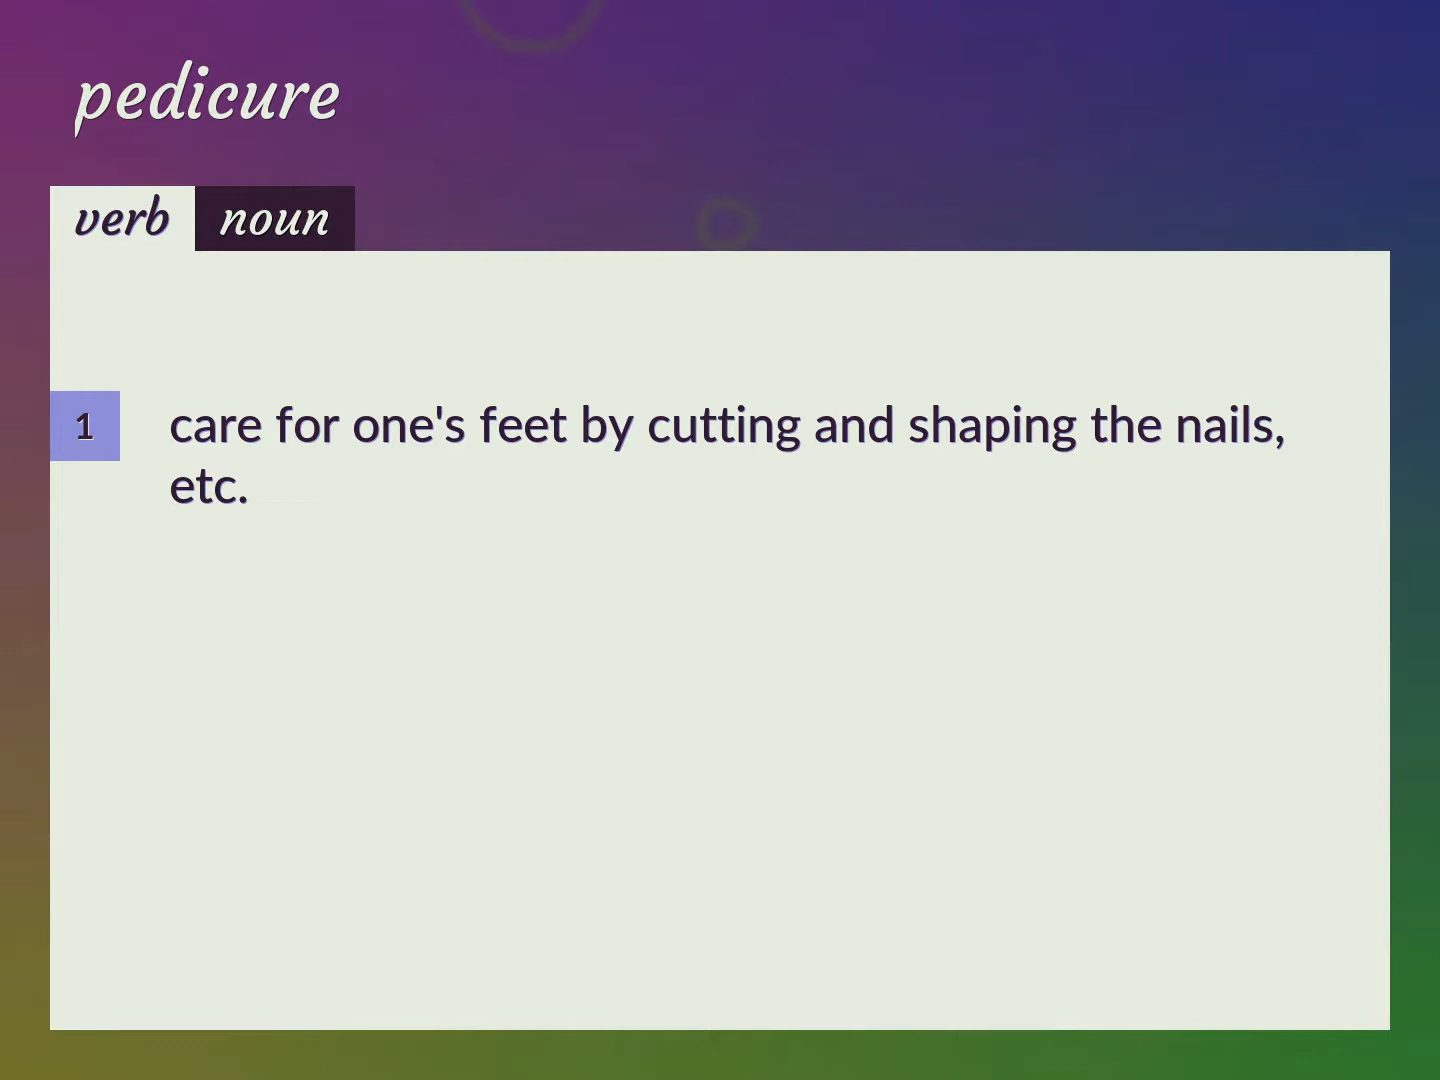 pedicure
verb noun
1 care for one's feet by cutting and shaping the nails,
etc.